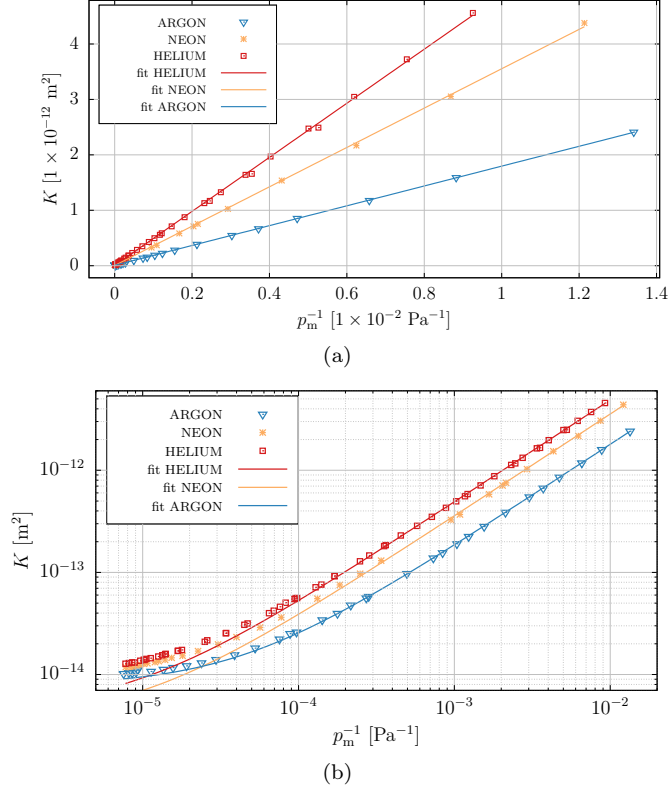 ARGON
NEON
HELIUM
fit HELIUM
fit NEON
fit ARGON
K [1 × 10⁻¹² m²]
4
3
2
1
0
0 0.2 0.4 0.6 0.8 1 1.2 1.4
p_m⁻¹ [1 × 10⁻² Pa⁻¹]
(a)
ARGON
NEON
HELIUM
fit HELIUM
fit NEON
fit ARGON
K [m²]
10⁻¹²
10⁻¹³
10⁻¹⁴
10⁻⁵ 10⁻⁴ 10⁻³ 10⁻²
p_m⁻¹ [Pa⁻¹]
(b)